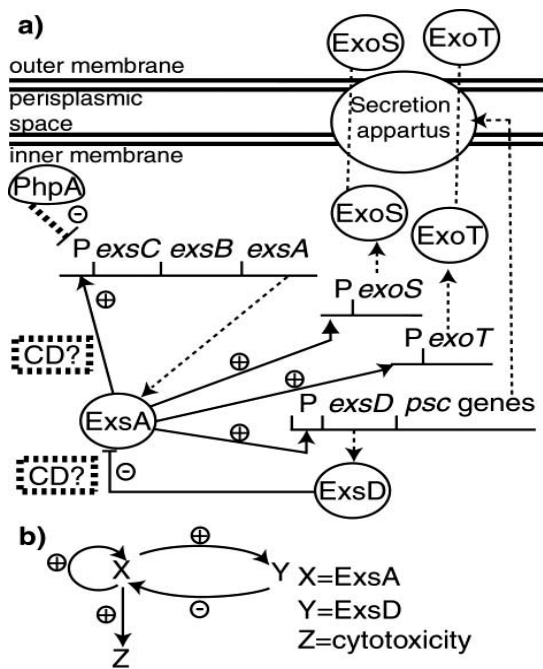 a)
ExoS
ExoT
outer membrane
perisplasmic
space
inner membrane
Secretion
appartus
PhpA
⊖
ExoS
ExoT
P exsC exsB exsA
⊕
P exoS
⊕
P exoT
⊕
CD?
ExsA
P exsD psc genes
⊕
CD?
⊖
ExsD
b)
⊕
⊕
X
Y
⊖
⊕
Z
X=ExsA
Y=ExsD
Z=cytotoxicity